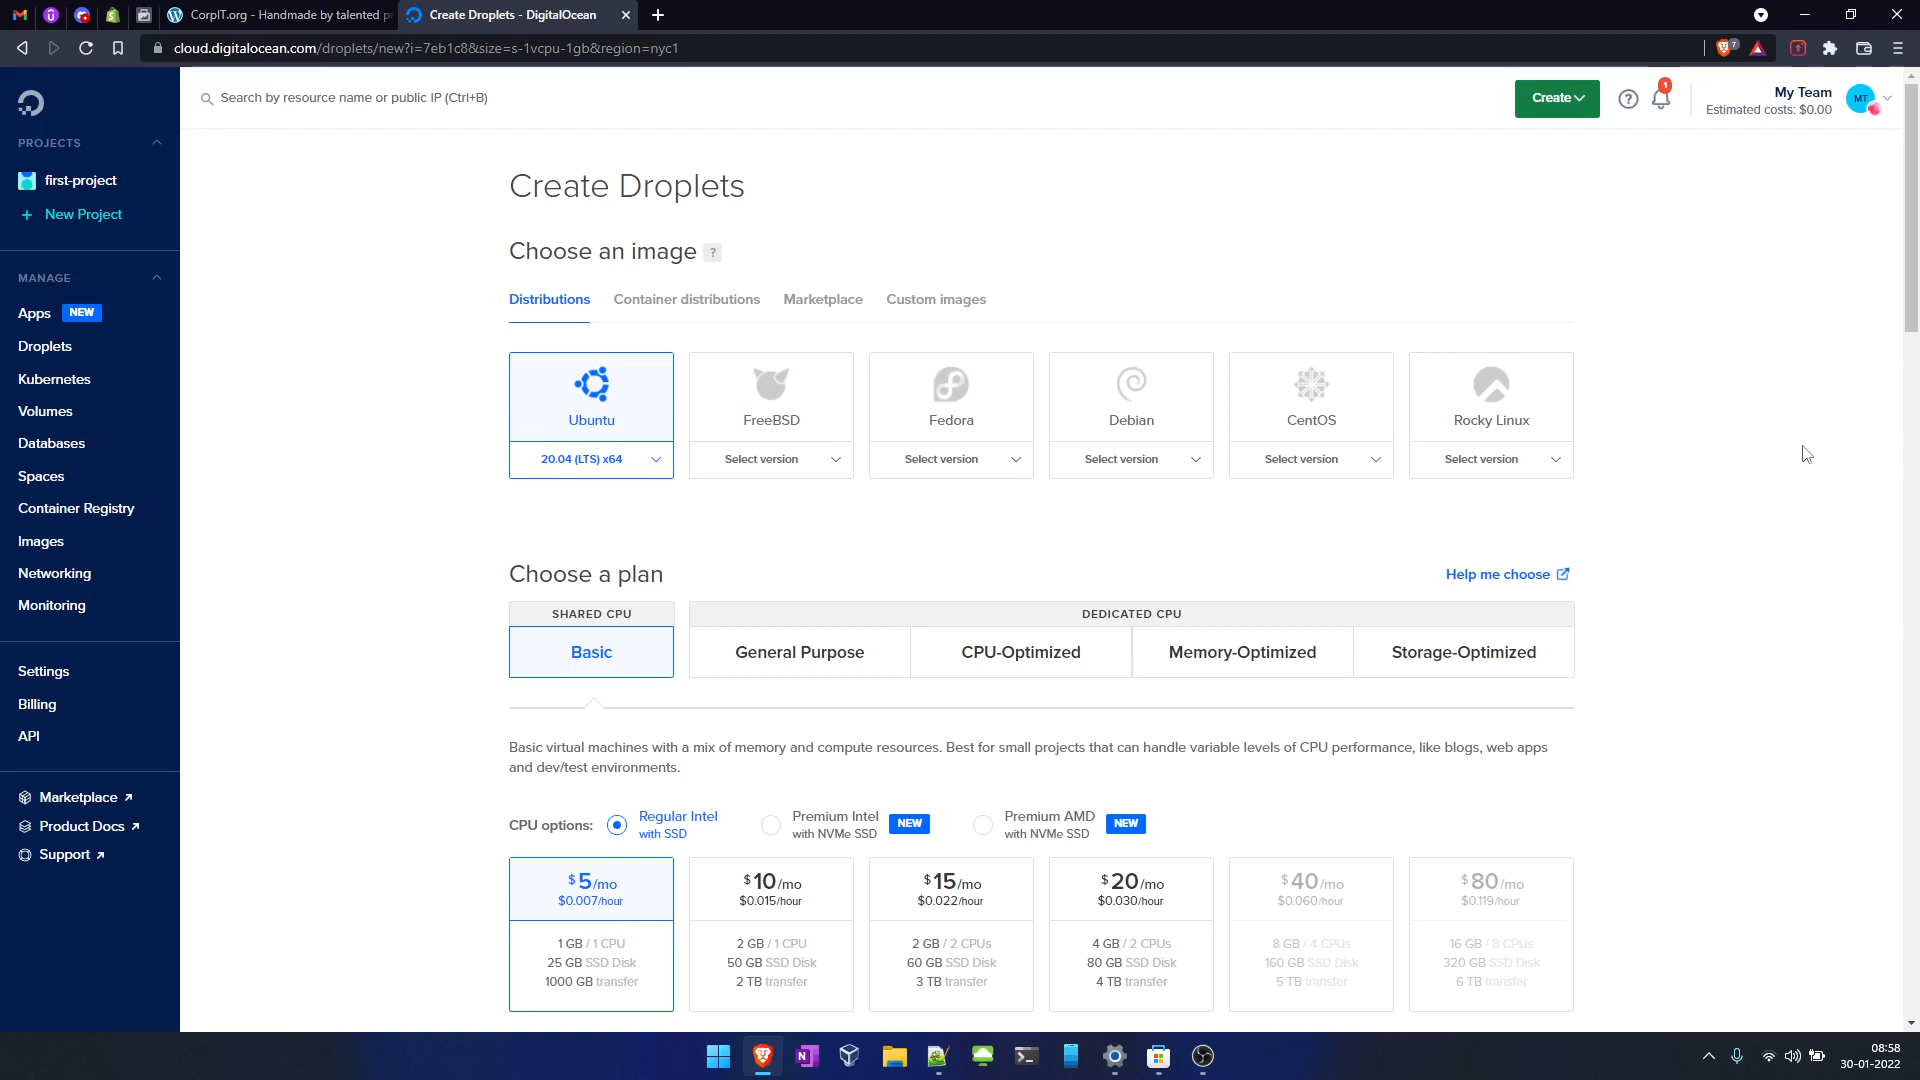 CorpIT.org - Handmade by talented p
Create Droplets - DigitalOcean
cloud.digitalocean.com/droplets/new?i=7eb1c8&size=s-1vcpu-1gb&region=nyc1
7
Search by resource name or public IP (Ctrl+B)
Create
1
My Team
Estimated costs: $0.00
MT
PROJECTS
first-project
+ New Project
MANAGE
Apps NEW
Droplets
Kubernetes
Volumes
Databases
Spaces
Container Registry
Images
Networking
Monitoring
Settings
Billing
API
Marketplace
Product Docs
Support
Create Droplets
Choose an image ?
Distributions Container distributions Marketplace Custom images
Ubuntu FreeBSD Fedora Debian CentOS Rocky Linux
20.04 (LTS) x64 Select version Select version Select version Select version Select version
Choose a plan
Help me choose
SHARED CPU DEDICATED CPU
Basic General Purpose CPU-Optimized Memory-Optimized Storage-Optimized
Basic virtual machines with a mix of memory and compute resources. Best for small projects that can handle variable levels of CPU performance, like blogs, web apps
and dev/test environments.
CPU options: Regular Intel with SSD Premium Intel with NVMe SSD NEW Premium AMD with NVMe SSD NEW
$5/mo $10/mo $15/mo $20/mo $40/mo $80/mo
$0.007/hour $0.015/hour $0.022/hour $0.030/hour $0.060/hour $0.119/hour
1 GB / 1 CPU 2 GB / 1 CPU 2 GB / 2 CPUs 4 GB / 2 CPUs 8 GB / 4 CPUs 16 GB / 8 CPUs
25 GB SSD Disk 50 GB SSD Disk 60 GB SSD Disk 80 GB SSD Disk 160 GB SSD Disk 320 GB SSD Disk
1000 GB transfer 2 TB transfer 3 TB transfer 4 TB transfer 5 TB transfer 6 TB transfer
08:58
30-01-2022